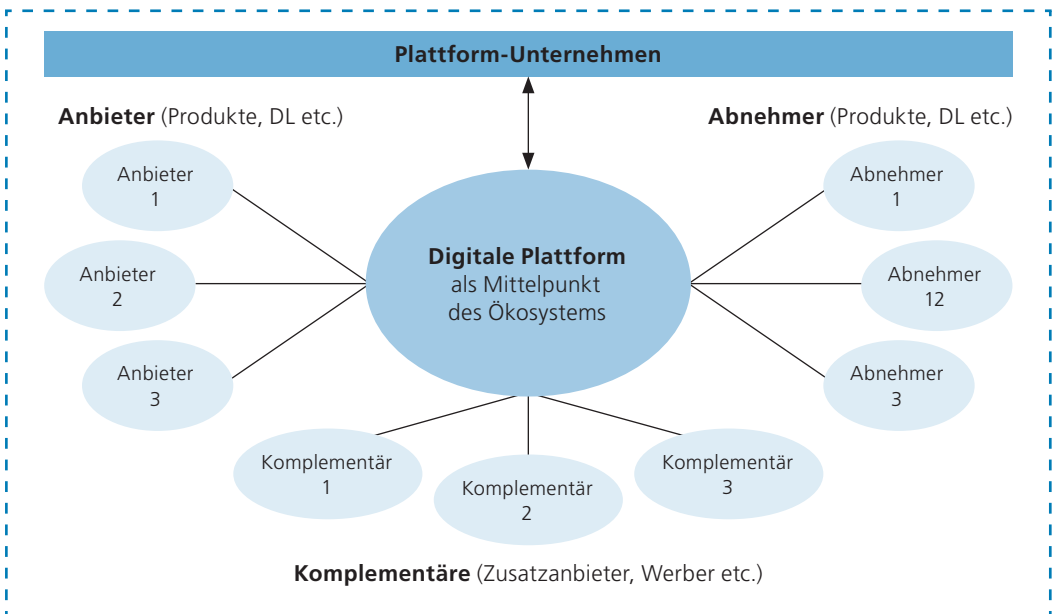 Plattform-Unternehmen
Anbieter (Produkte, DL etc.)
Abnehmer (Produkte, DL etc.)
Anbieter
1
Abnehmer
1
Digitale Plattform
als Mittelpunkt
des Ökosystems
Anbieter
2
Abnehmer
12
Anbieter
3
Abnehmer
3
Komplementär
1
Komplementär
2
Komplementär
3
Komplementäre (Zusatzanbieter, Werber etc.)